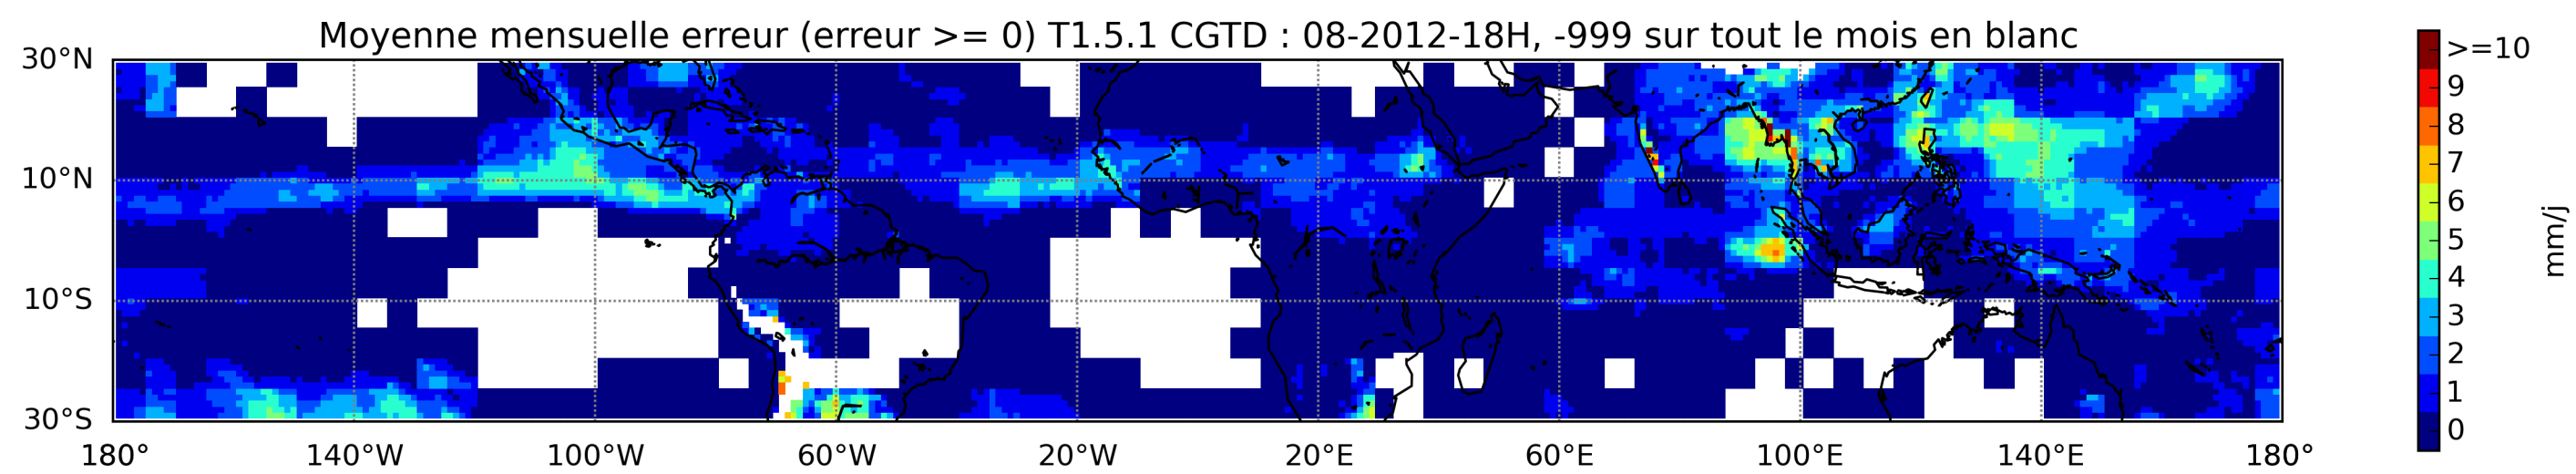 Moyenne mensuelle erreur (erreur >= 0) T1.5.1 CGTD : 08-2012-18H, -999 sur tout le mois en blanc
30°N
10°N
10°S
30°S
180° 140°W 100°W 60°W 20°W 20°E 60°E 100°E 140°E 180°
>=10
9
8
7
6
5
4
3
2
1
0
mm/j